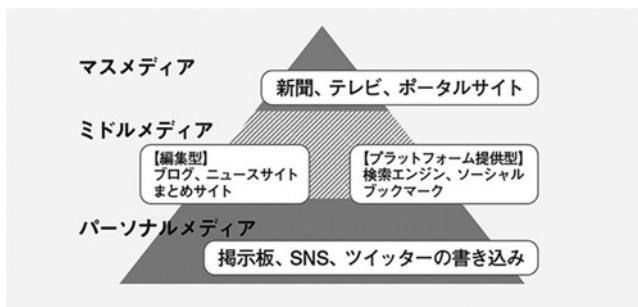 マスメディア
新聞、テレビ、ポータルサイト
ミドルメディア
【編集型】
ブログ、ニュースサイト
まとめサイト
【プラットフォーム提供型】
検索エンジン、ソーシャル
ブックマーク
パーソナルメディア
掲示板、SNS、ツイッターの書き込み